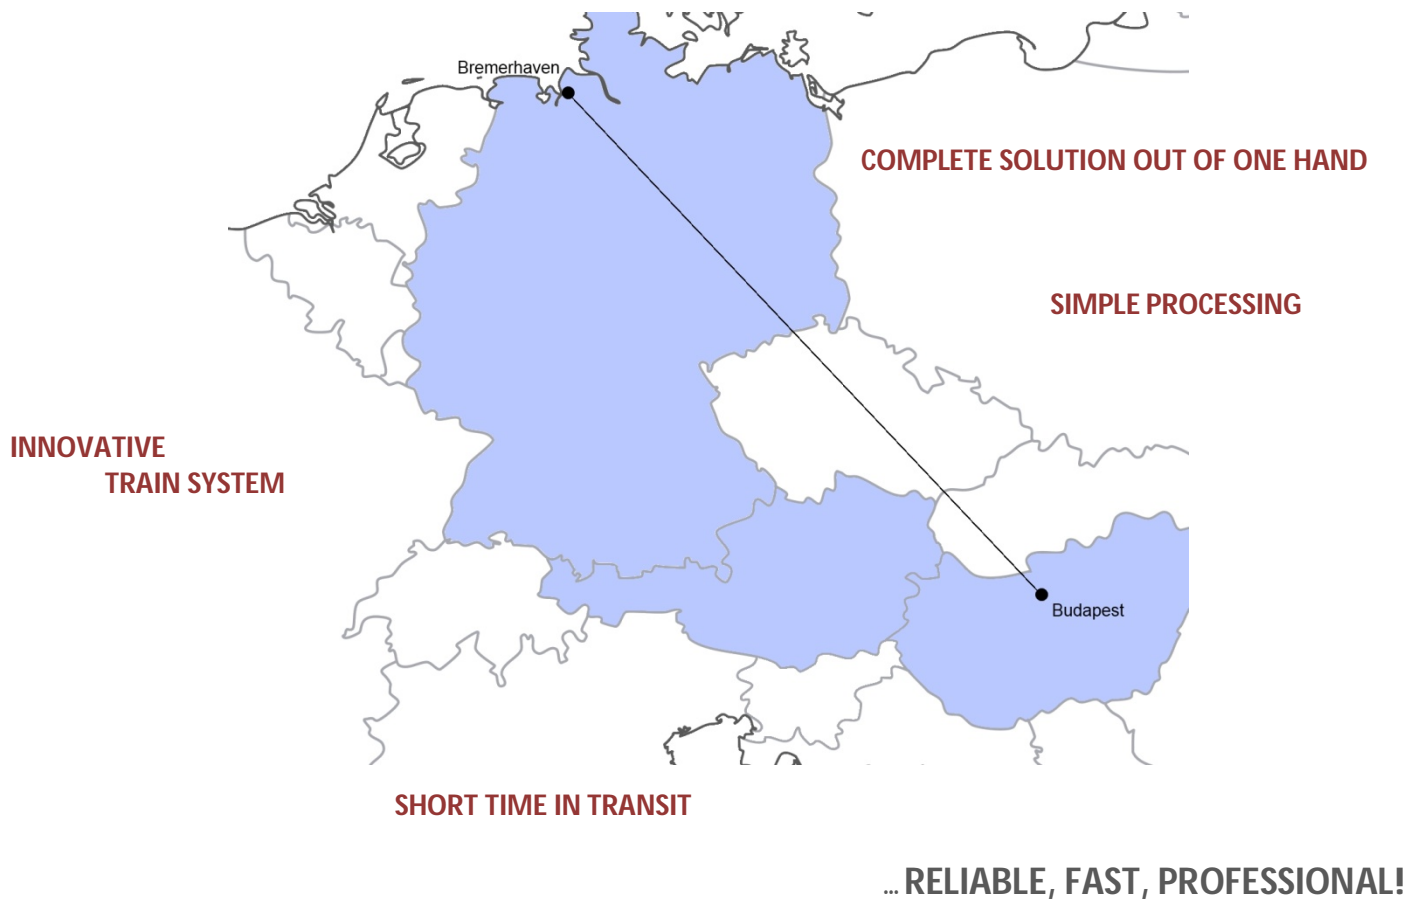 Bremerhaven
COMPLETE SOLUTION OUT OF ONE HAND
SIMPLE PROCESSING
INNOVATIVE
TRAIN SYSTEM
Budapest
SHORT TIME IN TRANSIT
... RELIABLE, FAST, PROFESSIONAL!